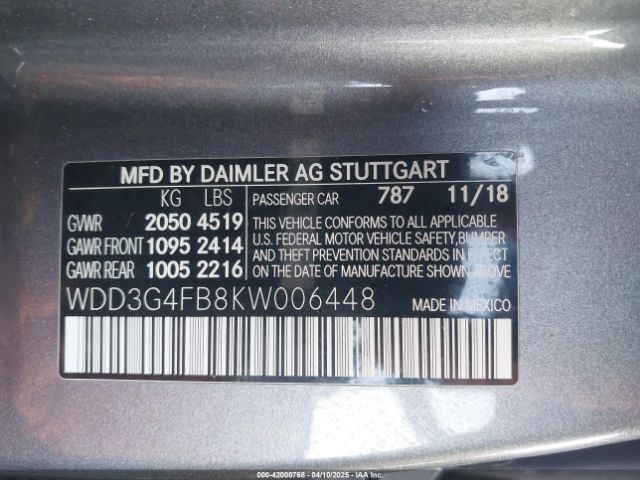 MFD BY DAIMLER AG STUTTGART
KG LBS PASSENGER CAR 787 11/18
GVWR 2050 4519 THIS VEHICLE CONFORMS TO ALL APPLICABLE
GAWR FRONT 1095 2414 U.S. FEDERAL MOTOR VEHICLE SAFETY, BUMPER
AND THEFT PREVENTION STANDARDS IN EFFECT
GAWR REAR 1005 2216 ON THE DATE OF MANUFACTURE SHOWN ABOVE.
WDD3G4FB8KW006448 MADE IN MEXICO
000-42000768 - 04/10/2025 - IAA Inc.